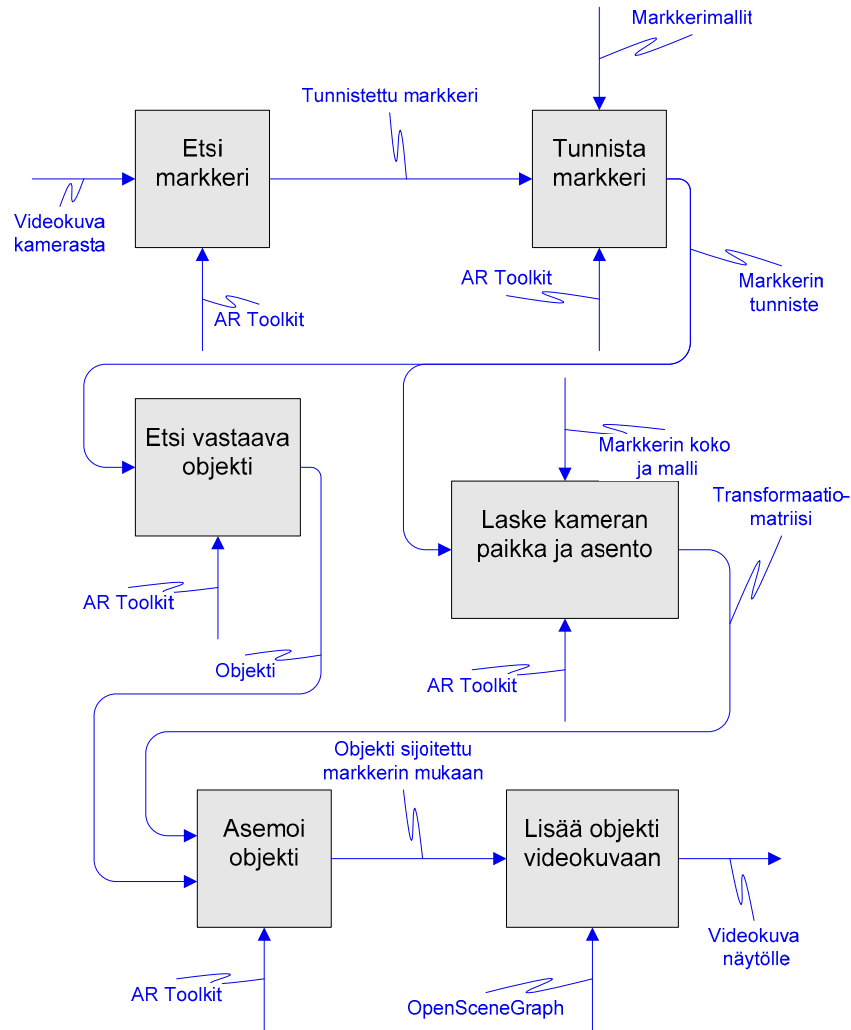 Markkerimallit
Tunnistettu markkeri
Etsi
markkeri
Tunnista
markkeri
Videokuva
kamerasta
AR Toolkit
AR Toolkit
Markkerin
tunniste
Etsi vastaava
objekti
Markkerin koko
ja malli
Transformaatio-
matriisi
Laske kameran
paikka ja asento
AR Toolkit
Objekti
AR Toolkit
Objekti sijoitettu
markkerin mukaan
Asemoi
objekti
Lisää objekti
videokuvaan
Videokuva
näytölle
AR Toolkit
OpenSceneGraph